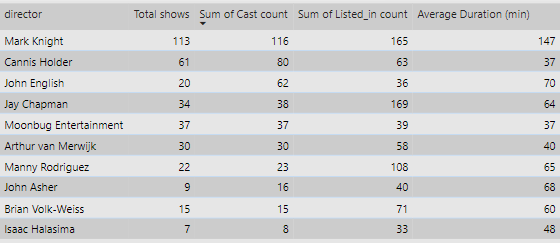 director Total shows Sum of Cast count Sum of Listed_in count Average Duration (min)
Mark Knight 113 116 165 147
Cannis Holder 61 80 63 37
John English 20 62 36 70
Jay Chapman 34 38 169 64
Moonbug Entertainment 37 37 39 37
Arthur van Merwijk 30 30 58 40
Manny Rodriguez 22 23 108 65
John Asher 9 16 40 68
Brian Volk-Weiss 15 15 71 60
Isaac Halasima 7 8 33 48